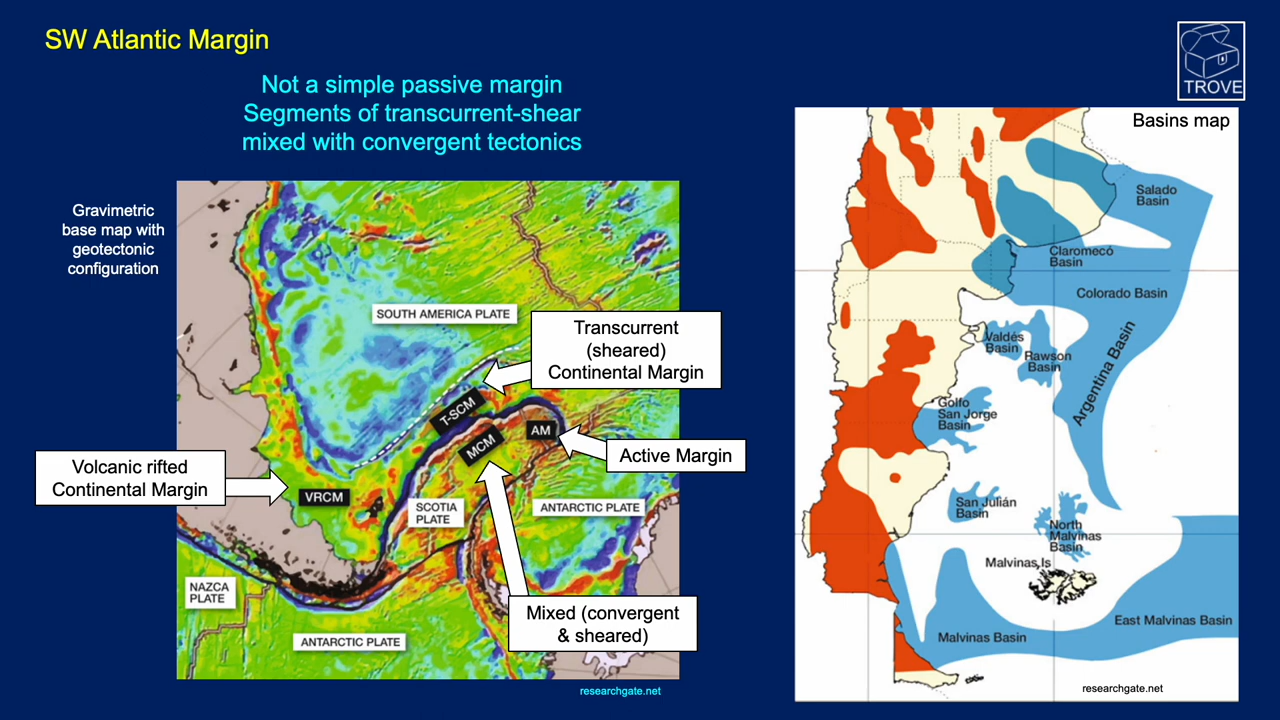 SW Atlantic Margin
TROVE
Not a simple passive margin
Segments of transcurrent-shear
mixed with convergent tectonics
Gravimetric
base map with
geotectonic
configuration
SOUTH AMERICA PLATE
Transcurrent
(sheared)
Continental Margin
T-SCM
MCM
AM
Active Margin
Volcanic rifted
Continental Margin
VRCM
SCOTIA
PLATE
ANTARCTIC PLATE
NAZCA
PLATE
Mixed (convergent
& sheared)
ANTARCTIC PLATE
researchgate.net
Basins map
Salado
Basin
Claromecó
Basin
Colorado Basin
Valdés
Basin
Rawson
Basin
Argentina Basin
Golfo
San Jorge
Basin
San Julián
Basin
North
Malvinas
Basin
Malvinas Is
East Malvinas Basin
Malvinas Basin
researchgate.net